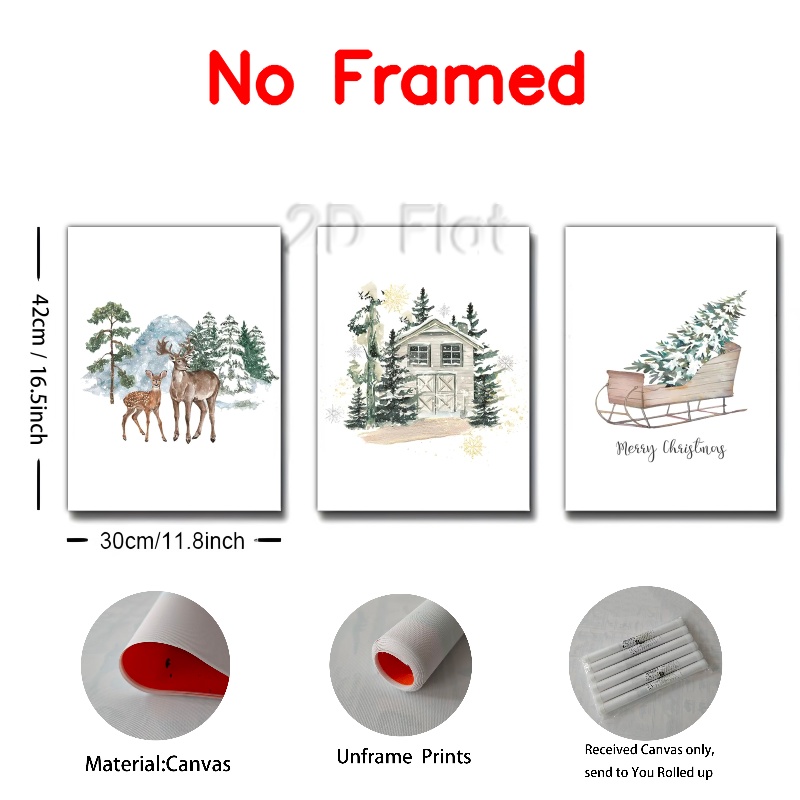 No Framed
2D Flat
42cm / 16.5inch
Merry Christmas
30cm/11.8inch
Material:Canvas
Unframe Prints
Received Canvas only,
send to You Rolled up